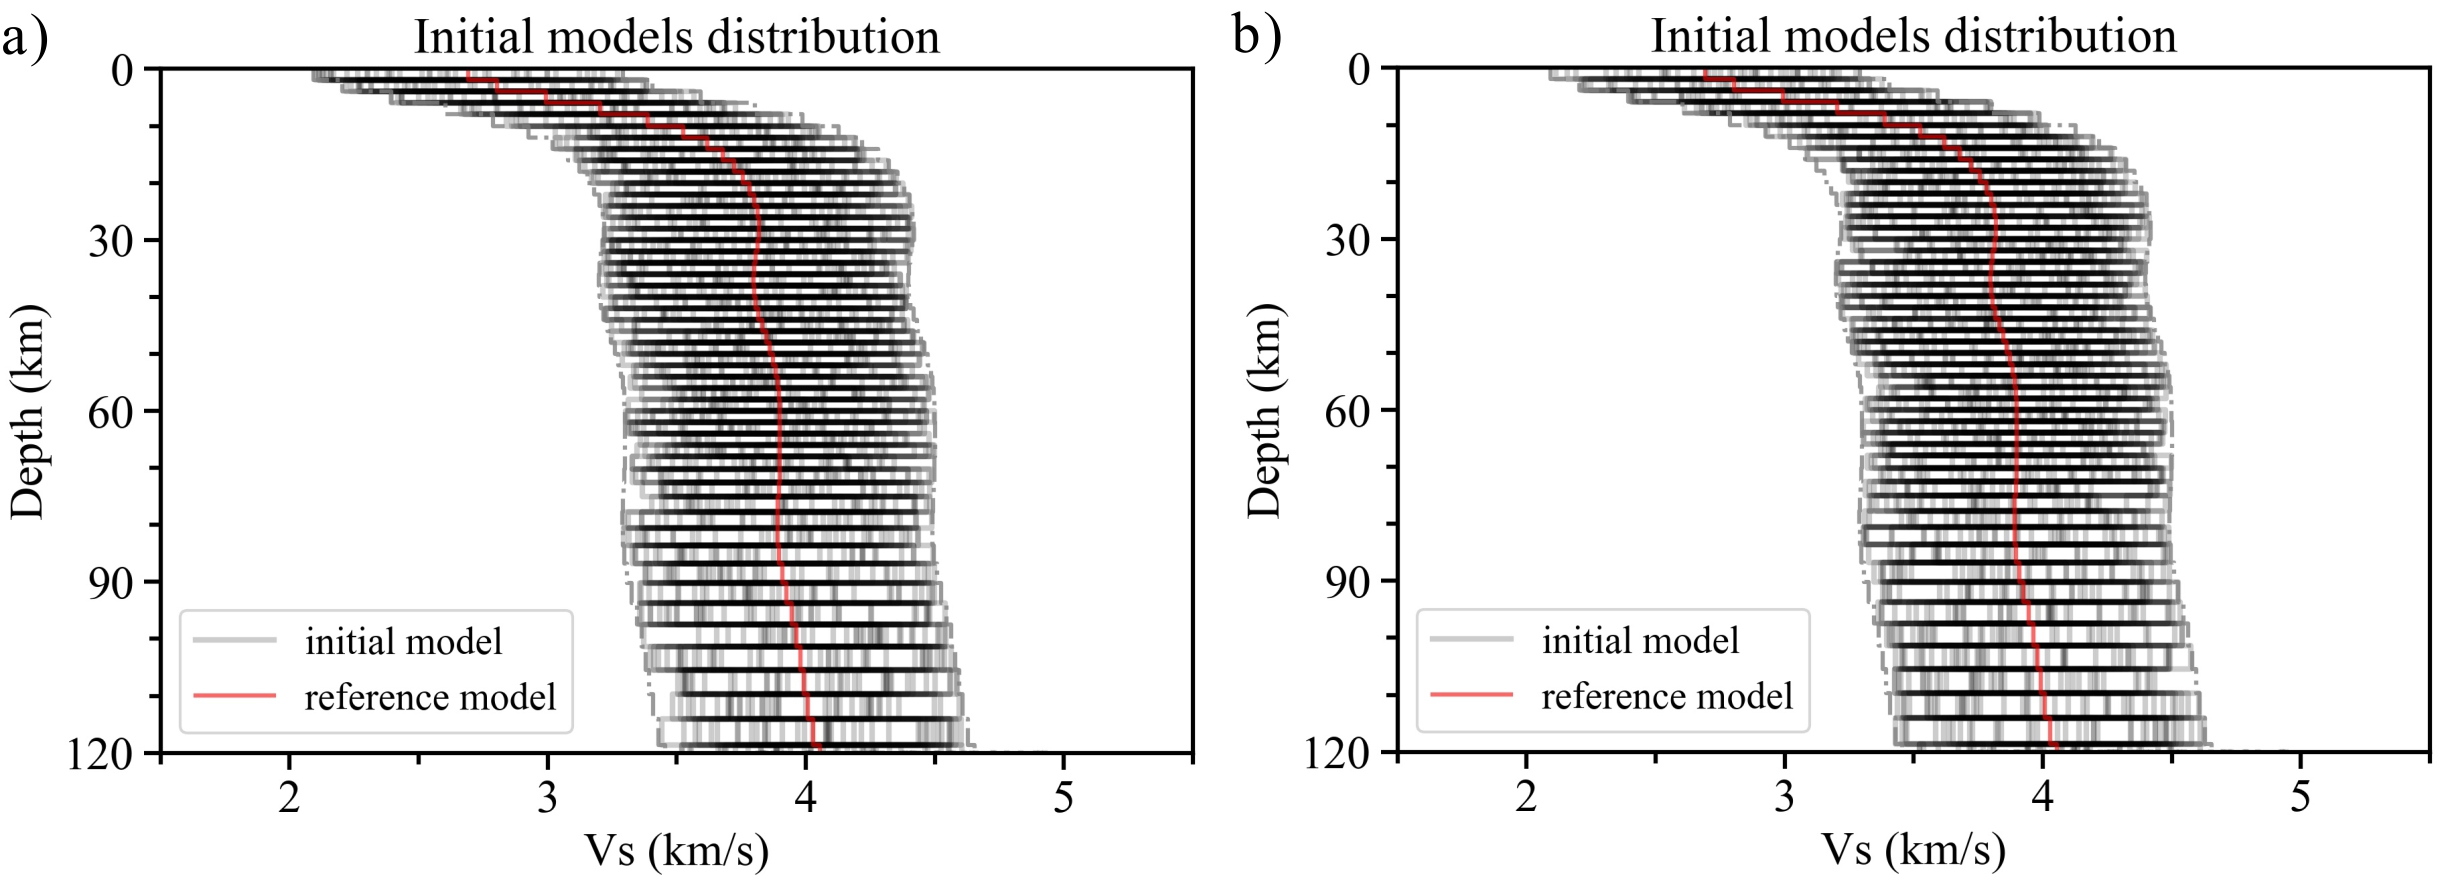 a)
Initial models distribution
0
30
60
90
120
Depth (km)
initial model
reference model
2
3
4
5
Vs (km/s)
b)
Initial models distribution
0
30
60
90
120
Depth (km)
initial model
reference model
2
3
4
5
Vs (km/s)